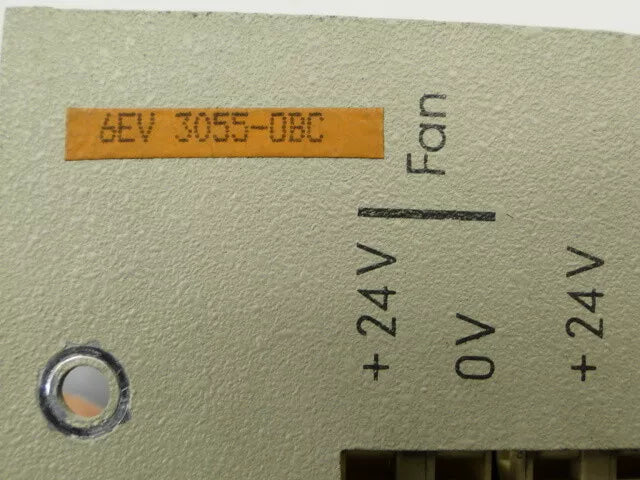 6EV 3055-0BC
Fan
+24V
0V
+24V